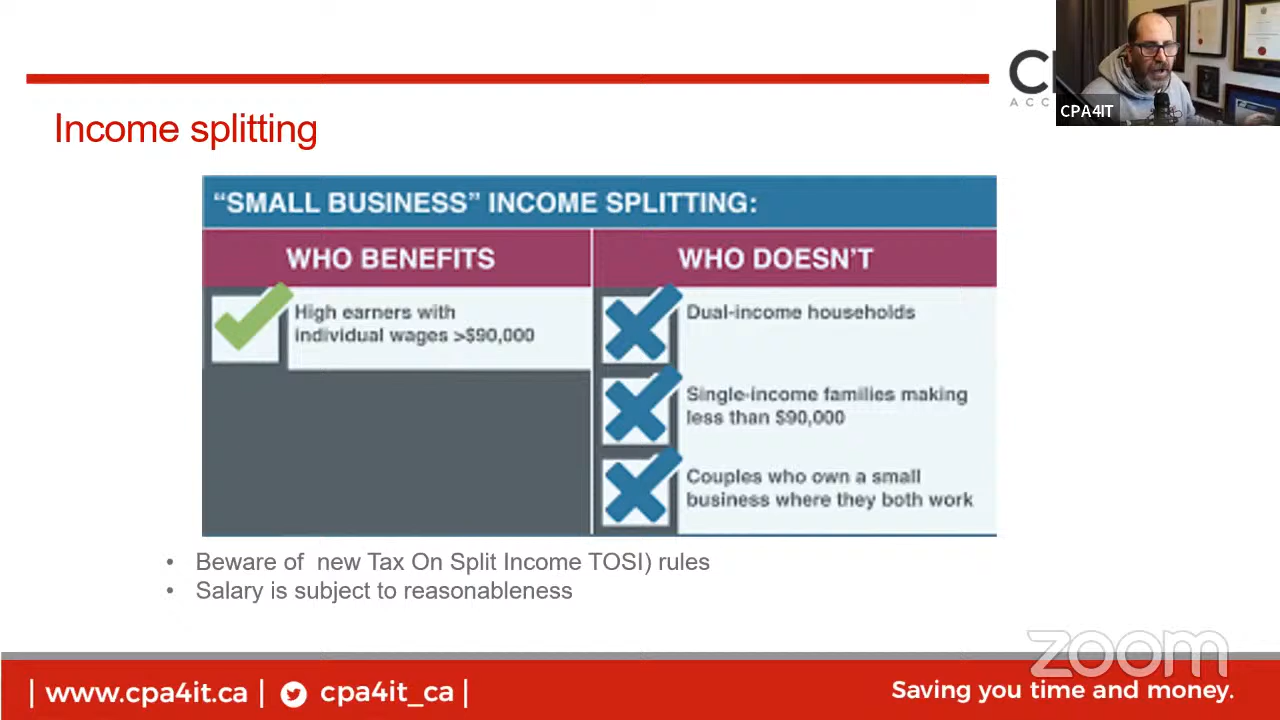 CPA4IT
Income splitting
"SMALL BUSINESS" INCOME SPLITTING:
WHO BENEFITS
WHO DOESN'T
High earners with
individual wages >$90,000
Dual-income households
Single-income families making
less than $90,000
Couples who own a small
business where they both work
• Beware of new Tax On Split Income TOSI) rules
• Salary is subject to reasonableness
zoom
| www.cpa4it.ca | cpa4it_ca |
Saving you time and money.